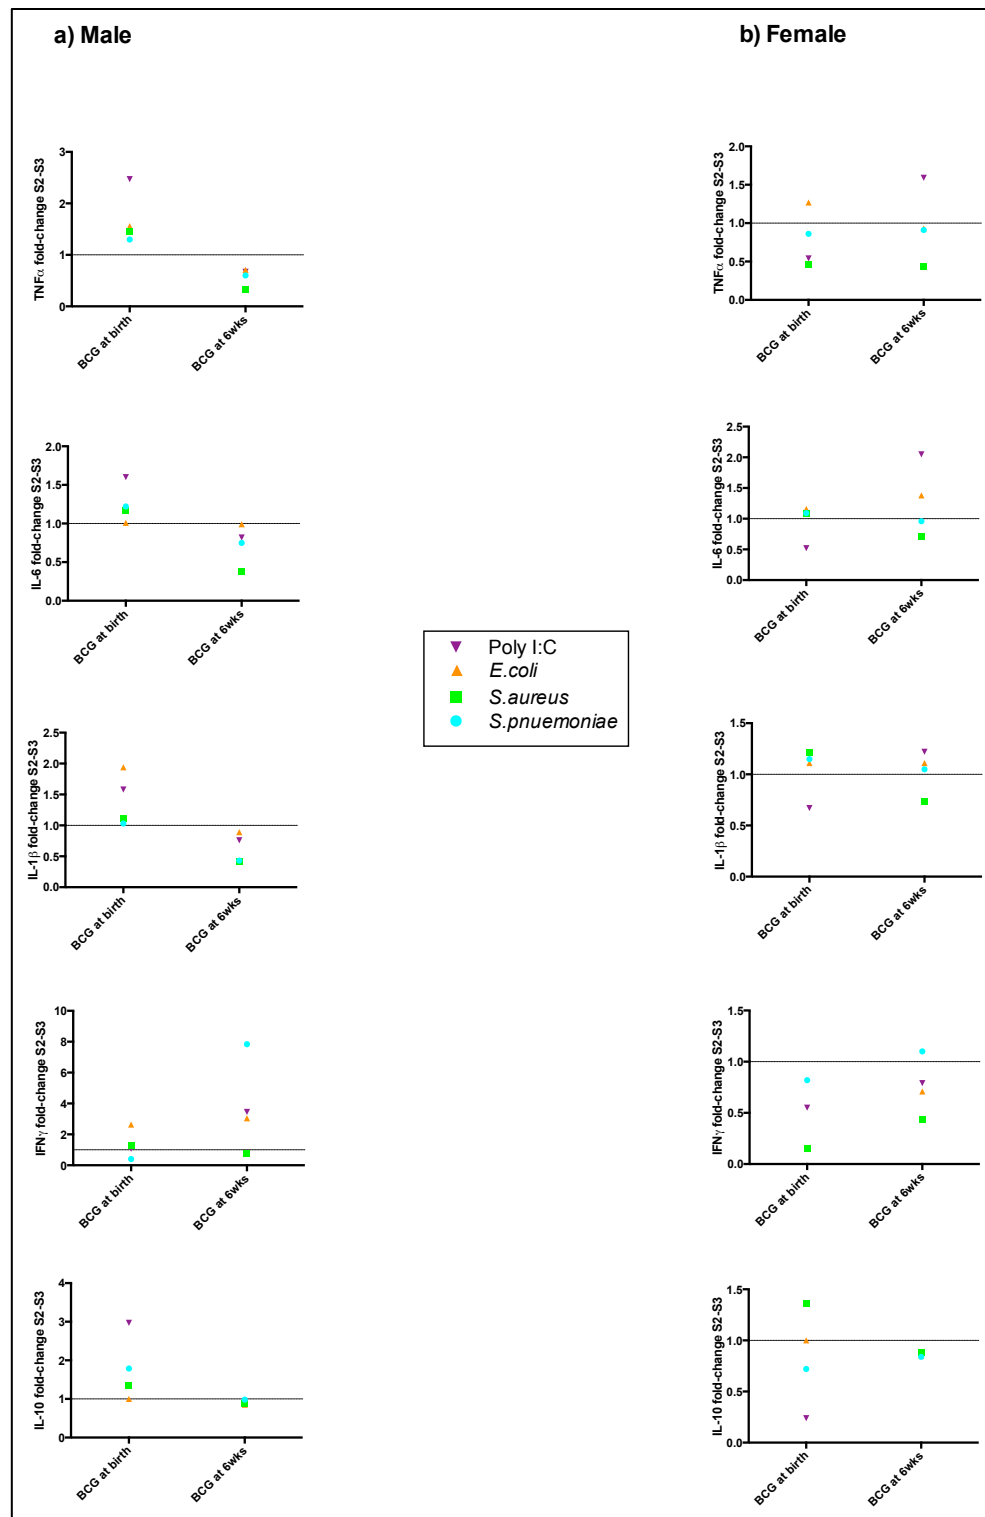 a) Male
b) Female
TNFα fold-change S2-S3
3
2
1
0
BCG at birth
BCG at 6wks
TNFα fold-change S2-S3
2.0
1.5
1.0
0.5
0.0
BCG at birth
BCG at 6wks
IL-6 fold-change S2-S3
2.0
1.5
1.0
0.5
0.0
BCG at birth
BCG at 6wks
IL-6 fold-change S2-S3
2.5
2.0
1.5
1.0
0.5
0.0
BCG at birth
BCG at 6wks
Poly I:C
E.coli
S.aureus
S.pnuemoniae
IL-1β fold-change S2-S3
2.5
2.0
1.5
1.0
0.5
0.0
BCG at birth
BCG at 6wks
IL-1β fold-change S2-S3
1.5
1.0
0.5
0.0
BCG at birth
BCG at 6wks
IFNγ fold-change S2-S3
10
8
6
4
2
0
BCG at birth
BCG at 6wks
IFNγ fold-change S2-S3
1.5
1.0
0.5
0.0
BCG at birth
BCG at 6wks
IL-10 fold-change S2-S3
4
3
2
1
0
BCG at birth
BCG at 6wks
IL-10 fold-change S2-S3
1.5
1.0
0.5
0.0
BCG at birth
BCG at 6wks